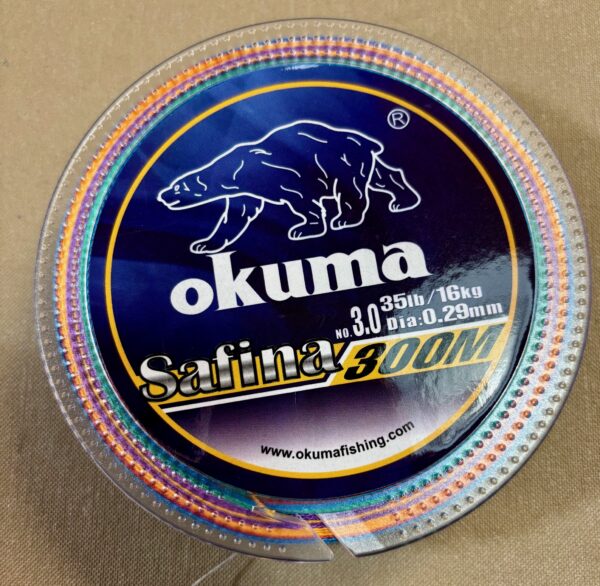 ®
okuma
35lb/16kg
NO. 3.0 Dia:0.29mm
Safina 300M
www.okumafishing.com